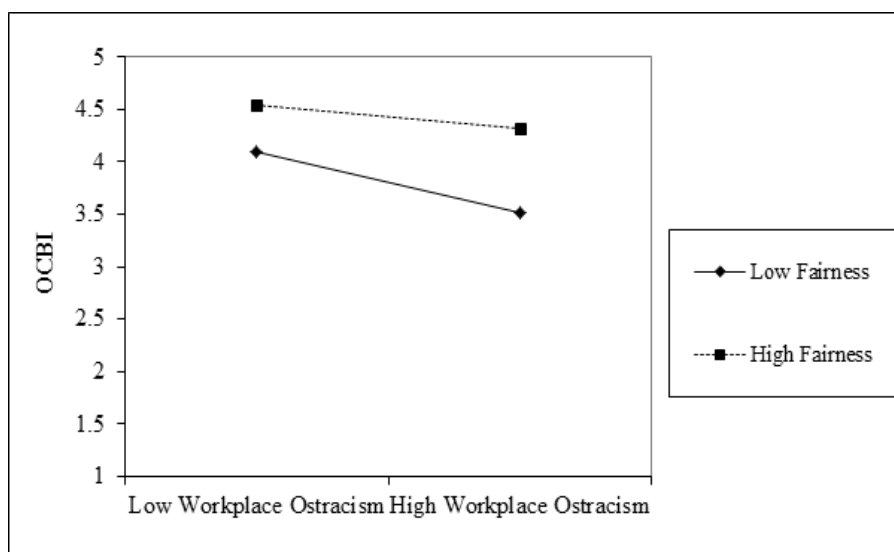 5
4.5
4
3.5
3
2.5
2
1.5
1
OCBI
Low Workplace Ostracism High Workplace Ostracism
Low Fairness
High Fairness